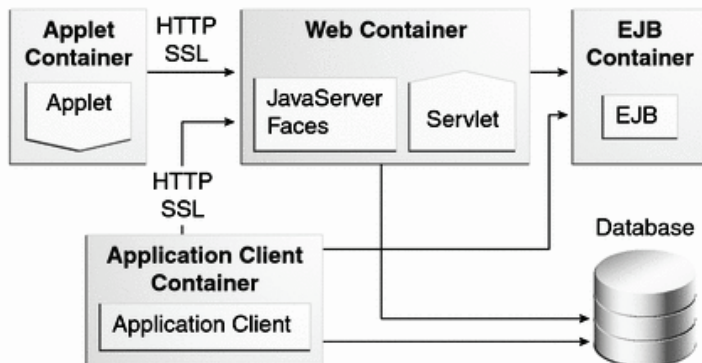 Applet
Container
Applet
HTTP
SSL
Web Container
JavaServer
Faces
Servlet
EJB
Container
EJB
HTTP
SSL
Application Client
Container
Application Client
Database